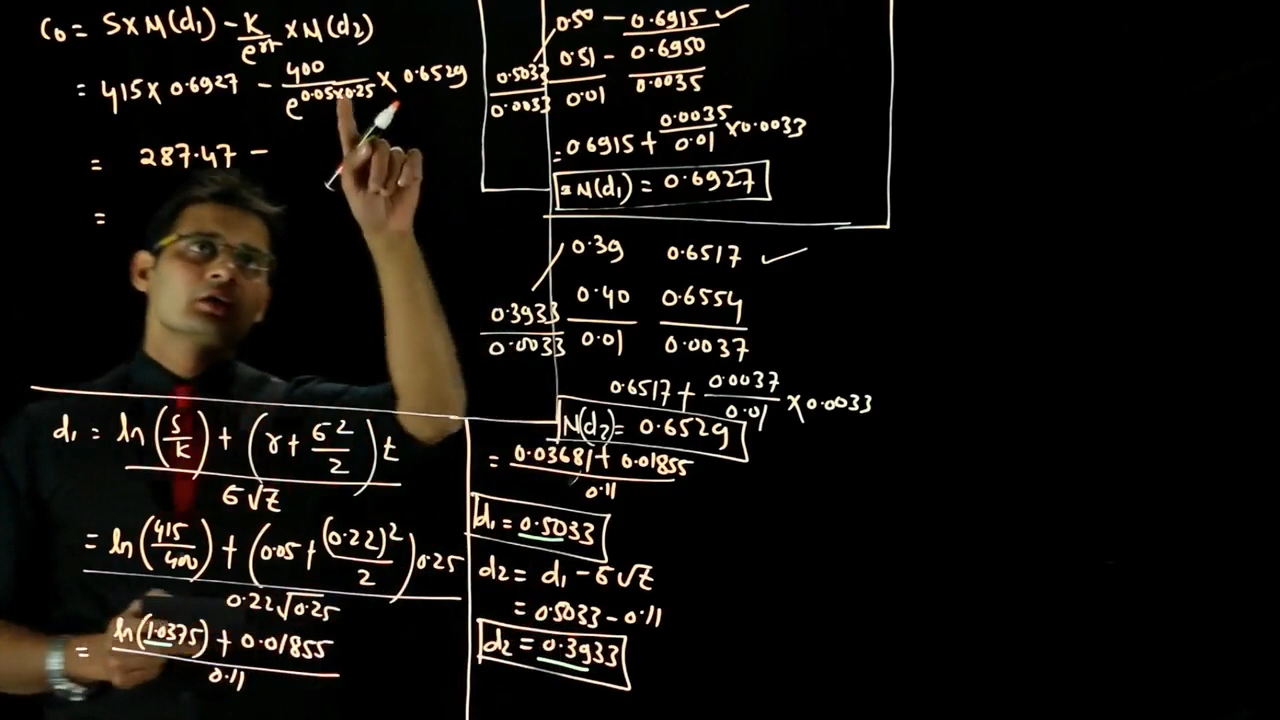 C₀ = S×N(d₁) − K/e^rt × N(d₂)
= 415×0.6927 − 400/e^0.05×0.25 × 0.6529
= 287.47 −
=
0.50 − 0.6915 ✓
0.51 − 0.6950
0.5033
0.0033
0.01 0.0035
= 0.6915 + 0.0035/0.01 × 0.0033
= N(d₁) = 0.6927
0.39 0.6517 ✓
0.40 0.6554
0.3933
0.0033
0.01 0.0037
0.6517 + 0.0037/0.01 × 0.0033
N(d₂) = 0.6529
d₁ = ln(S/K) + (r + σ²/2)t
σ√t
= ln(415/400) + (0.05 + (0.22)²/2)0.25
0.22√0.25
= ln(1.0375) + 0.01855
0.11
= 0.03681 + 0.01855
0.11
d₁ = 0.5033
d₂ = d₁ − σ√t
= 0.5033 − 0.11
d₂ = 0.3933